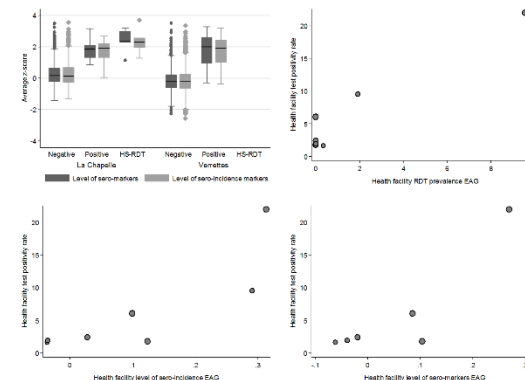 Average z-score
4
2
0
-2
-4
Negative Positive HS-RDT Negative Positive HS-RDT
La Chapelle Verrettes
Level of sero-markers Level of sero-incidence markers
Health facility test positivity rate
20
15
10
5
0
0 2 4 6 8
Health facility RDT prevalence EAG
Health facility test positivity rate
20
15
10
5
0
0 .1 .2 .3
Health facility level of sero-incidence EAG
Health facility test positivity rate
20
15
10
5
0
-.1 0 .1 .2
Health facility level of sero-markers EAG